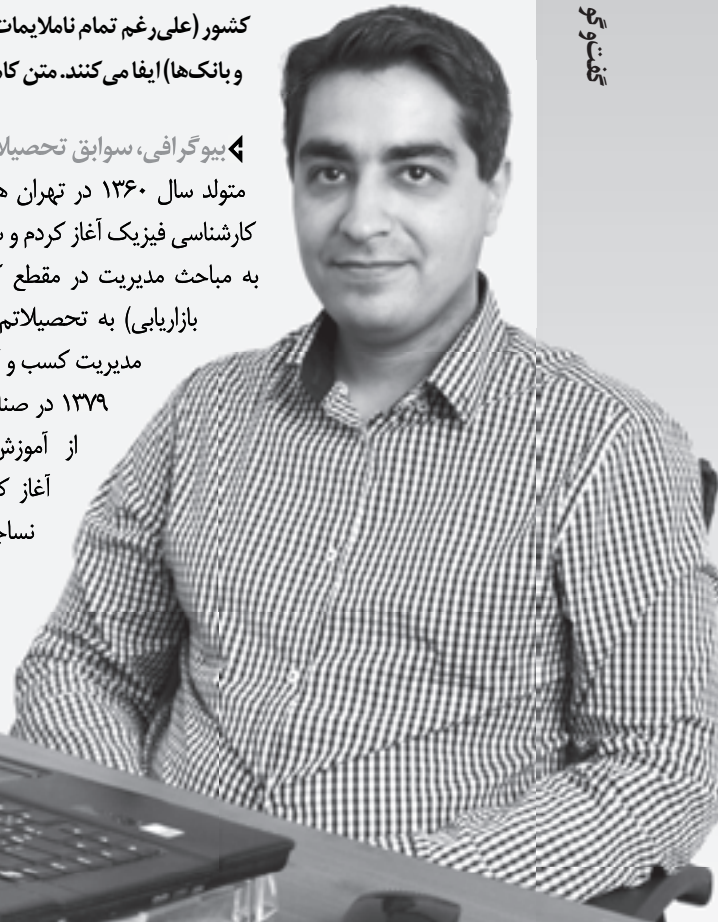 گفت‌و‌گو
کشور (علی‌رغم تمام ناملایمات
و بانک‌ها) ایفا می‌کنند. متن کا
بیوگرافی، سوابق تحصیلا
متولد سال ۱۳۶۰ در تهران ه
کارشناسی فیزیک آغاز کردم و س
به مباحث مدیریت در مقطع ک
بازاریابی) به تحصیلاتم
مدیریت کسب و
۱۳۷۹ در صنا
از آموزش
آغاز ک
نساج